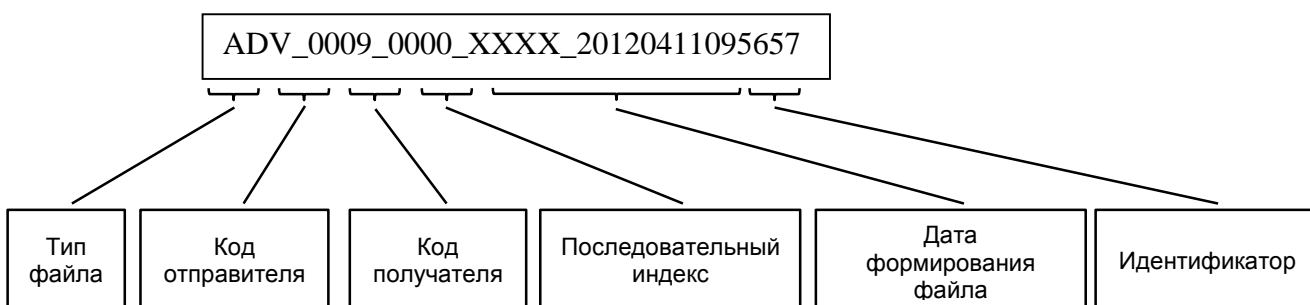 ADV_0009_0000_XXXX_20120411095657
Тип
файла
Код
отправителя
Код
получателя
Последовательный
индекс
Дата
формирования
файла
Идентификатор